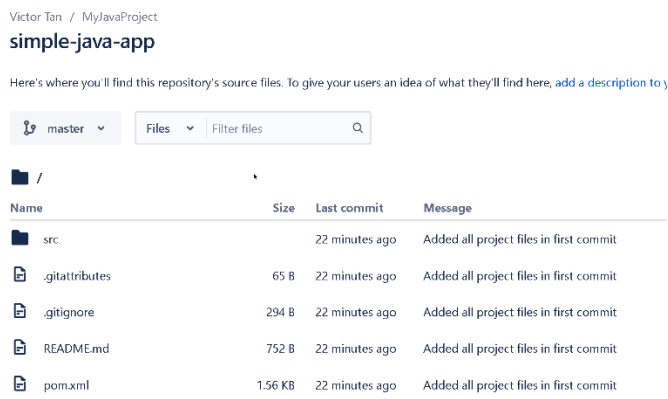 Victor Tan / MyJavaProject
simple-java-app
Here's where you'll find this repository's source files. To give your users an idea of what they'll find here, add a description to
master
Files Filter files
/
Name Size Last commit Message
src 22 minutes ago Added all project files in first commit
.gitattributes 65 B 22 minutes ago Added all project files in first commit
.gitignore 294 B 22 minutes ago Added all project files in first commit
README.md 752 B 22 minutes ago Added all project files in first commit
pom.xml 1.56 KB 22 minutes ago Added all project files in first commit